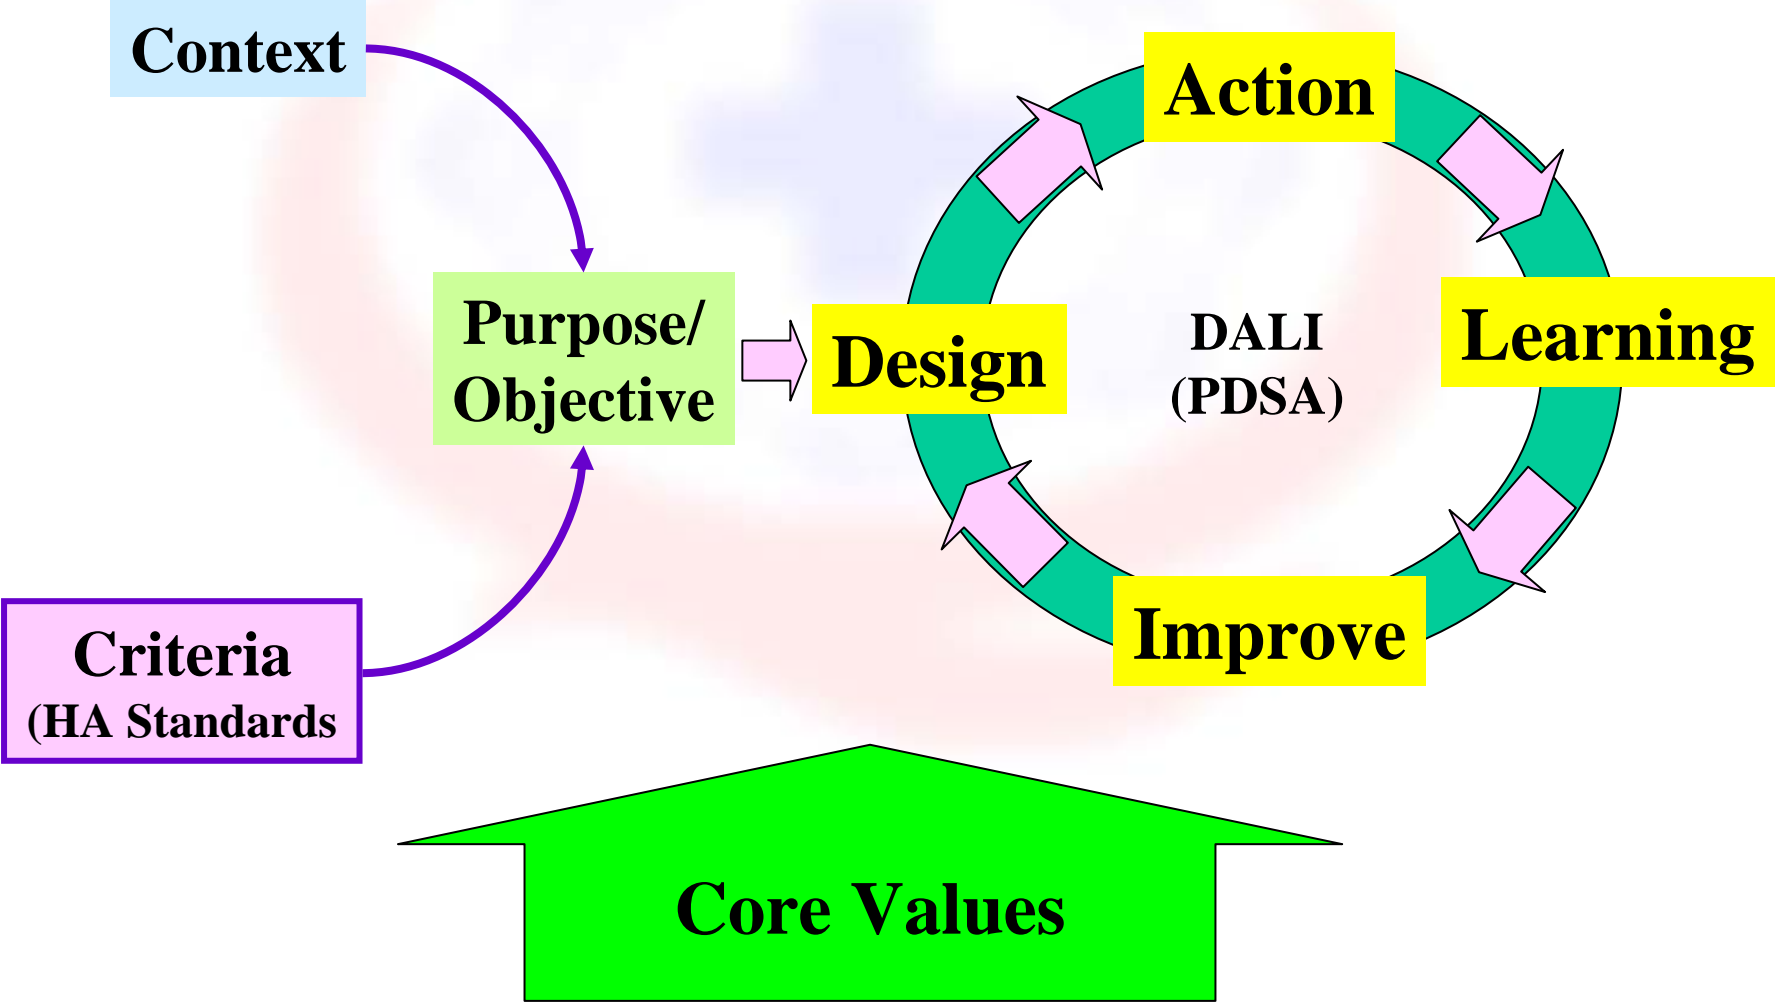 Context
Action
Purpose/
Objective
Design
DALI
(PDSA)
Learning
Criteria
(HA Standards
Improve
Core Values